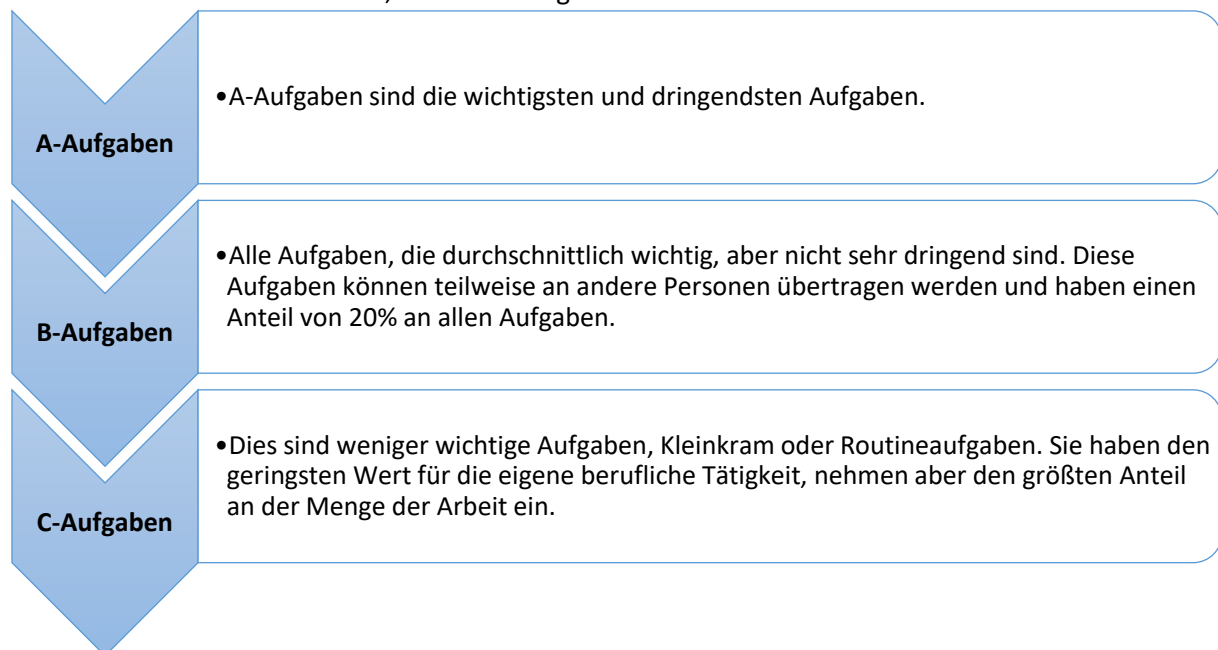 A-Aufgaben
•A-Aufgaben sind die wichtigsten und dringendsten Aufgaben.
B-Aufgaben
•Alle Aufgaben, die durchschnittlich wichtig, aber nicht sehr dringend sind. Diese
Aufgaben können teilweise an andere Personen übertragen werden und haben einen
Anteil von 20% an allen Aufgaben.
C-Aufgaben
•Dies sind weniger wichtige Aufgaben, Kleinkram oder Routineaufgaben. Sie haben den
geringsten Wert für die eigene berufliche Tätigkeit, nehmen aber den größten Anteil
an der Menge der Arbeit ein.